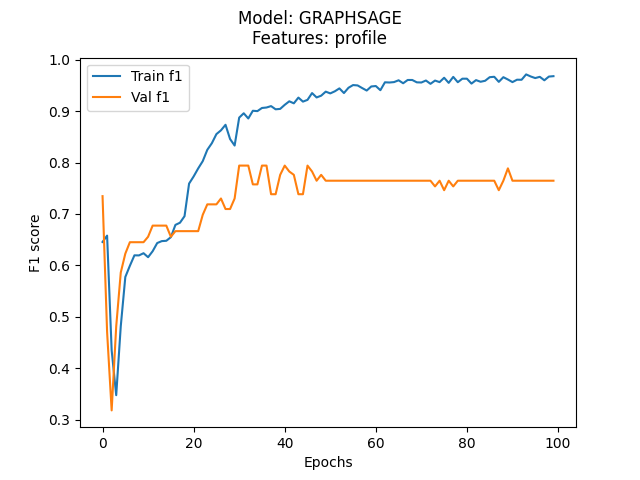 Model: GRAPHSAGE
Features: profile
Train f1
Val f1
F1 score
1.0
0.9
0.8
0.7
0.6
0.5
0.4
0.3
0 20 40 60 80 100
Epochs